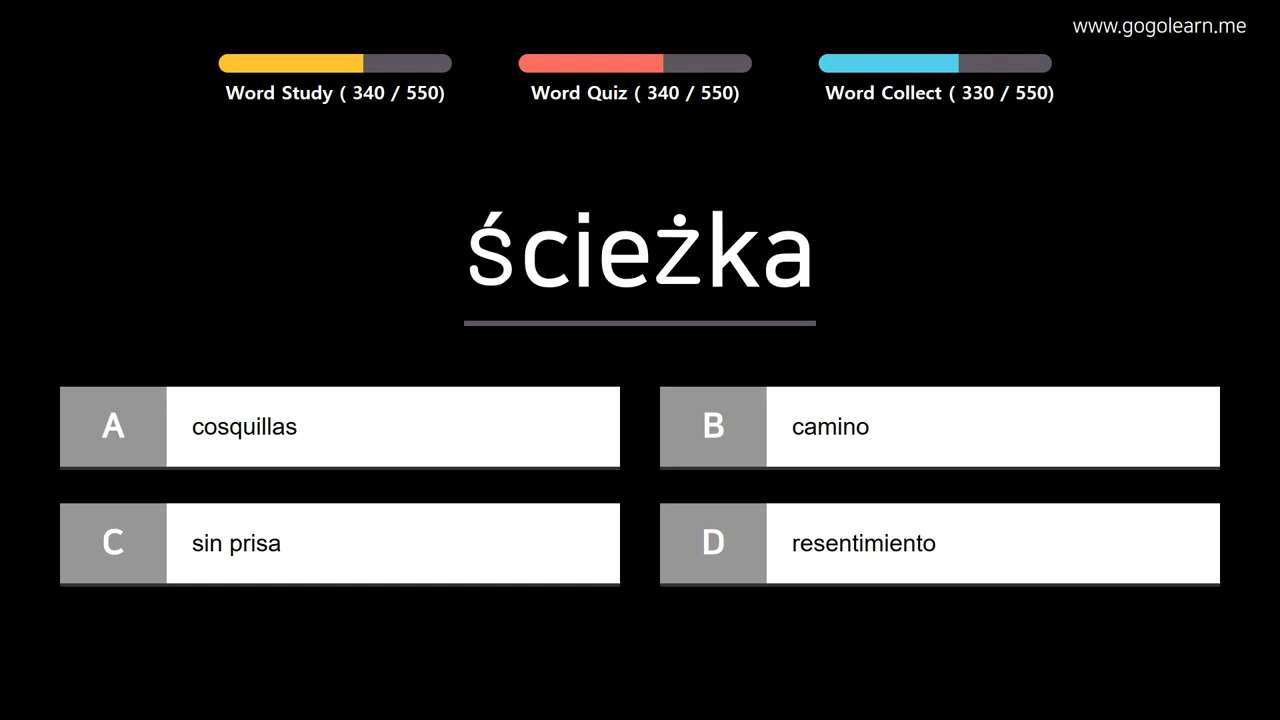 www.gogolearn.me
Word Study ( 340 / 550)
Word Quiz ( 340 / 550)
Word Collect ( 330 / 550)
ścieżka
A cosquillas
B camino
C sin prisa
D resentimiento